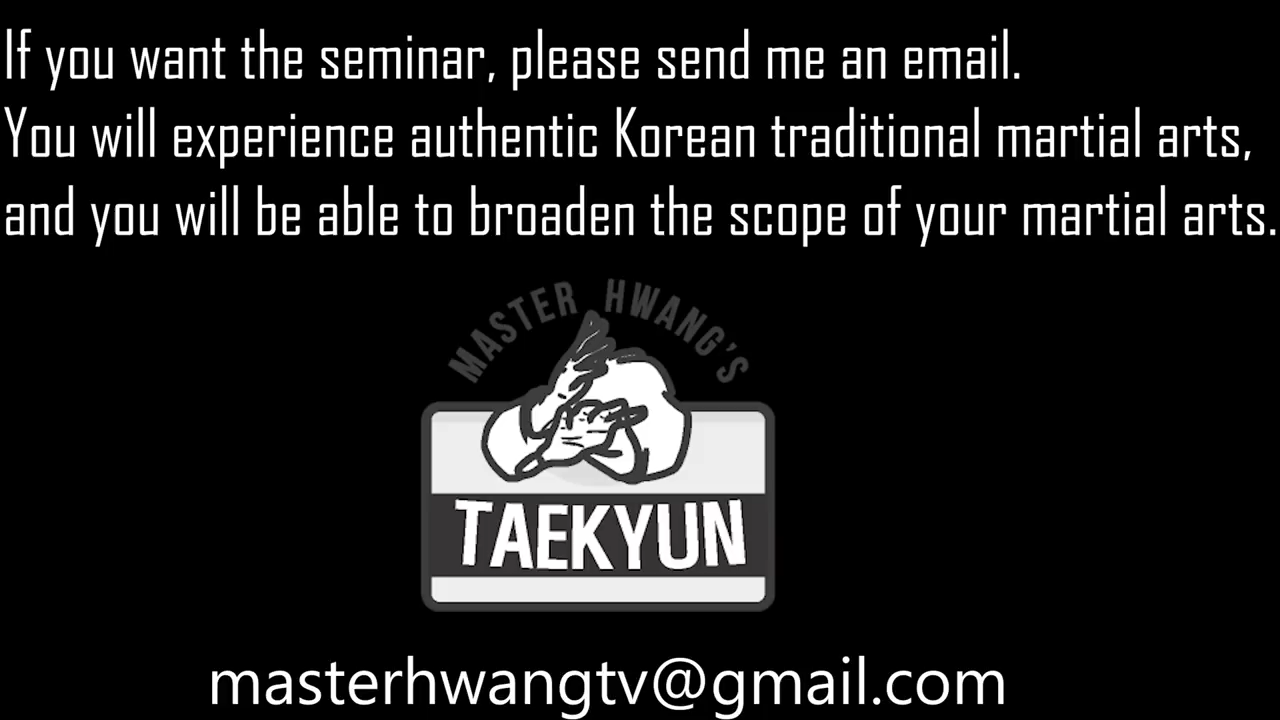 If you want the seminar, please send me an email.
You will experience authentic Korean traditional martial arts,
and you will be able to broaden the scope of your martial arts.
MASTER HWANG'S
TAEKYUN
masterhwangtv@gmail.com